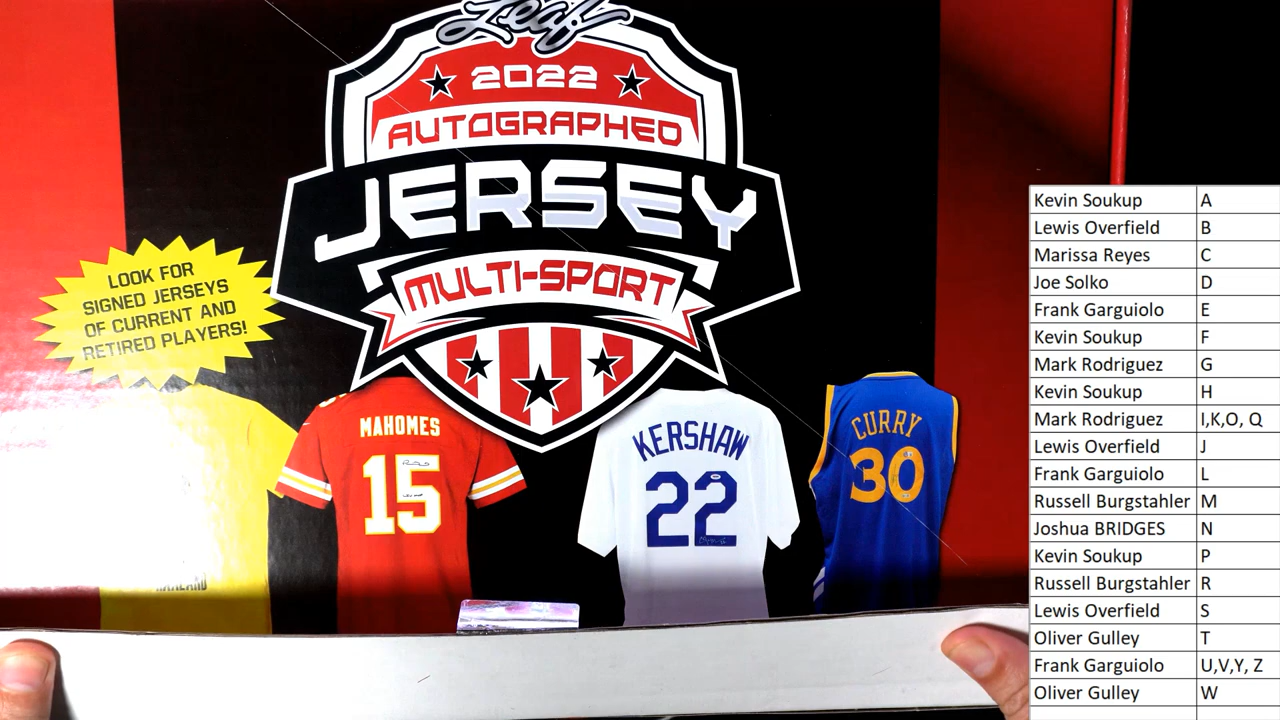 Leaf
2022
AUTOGRAPHED
JERSEY
MULTI-SPORT
LOOK FOR
SIGNED JERSEYS
OF CURRENT AND
RETIRED PLAYERS!
MAHOMES
15
KERSHAW
22
CURRY
30
Kevin Soukup A
Lewis Overfield B
Marissa Reyes C
Joe Solko D
Frank Garguiolo E
Kevin Soukup F
Mark Rodriguez G
Kevin Soukup H
Mark Rodriguez I,K,O, Q
Lewis Overfield J
Frank Garguiolo L
Russell Burgstahler M
Joshua BRIDGES N
Kevin Soukup P
Russell Burgstahler R
Lewis Overfield S
Oliver Gulley T
Frank Garguiolo U,V,Y, Z
Oliver Gulley W